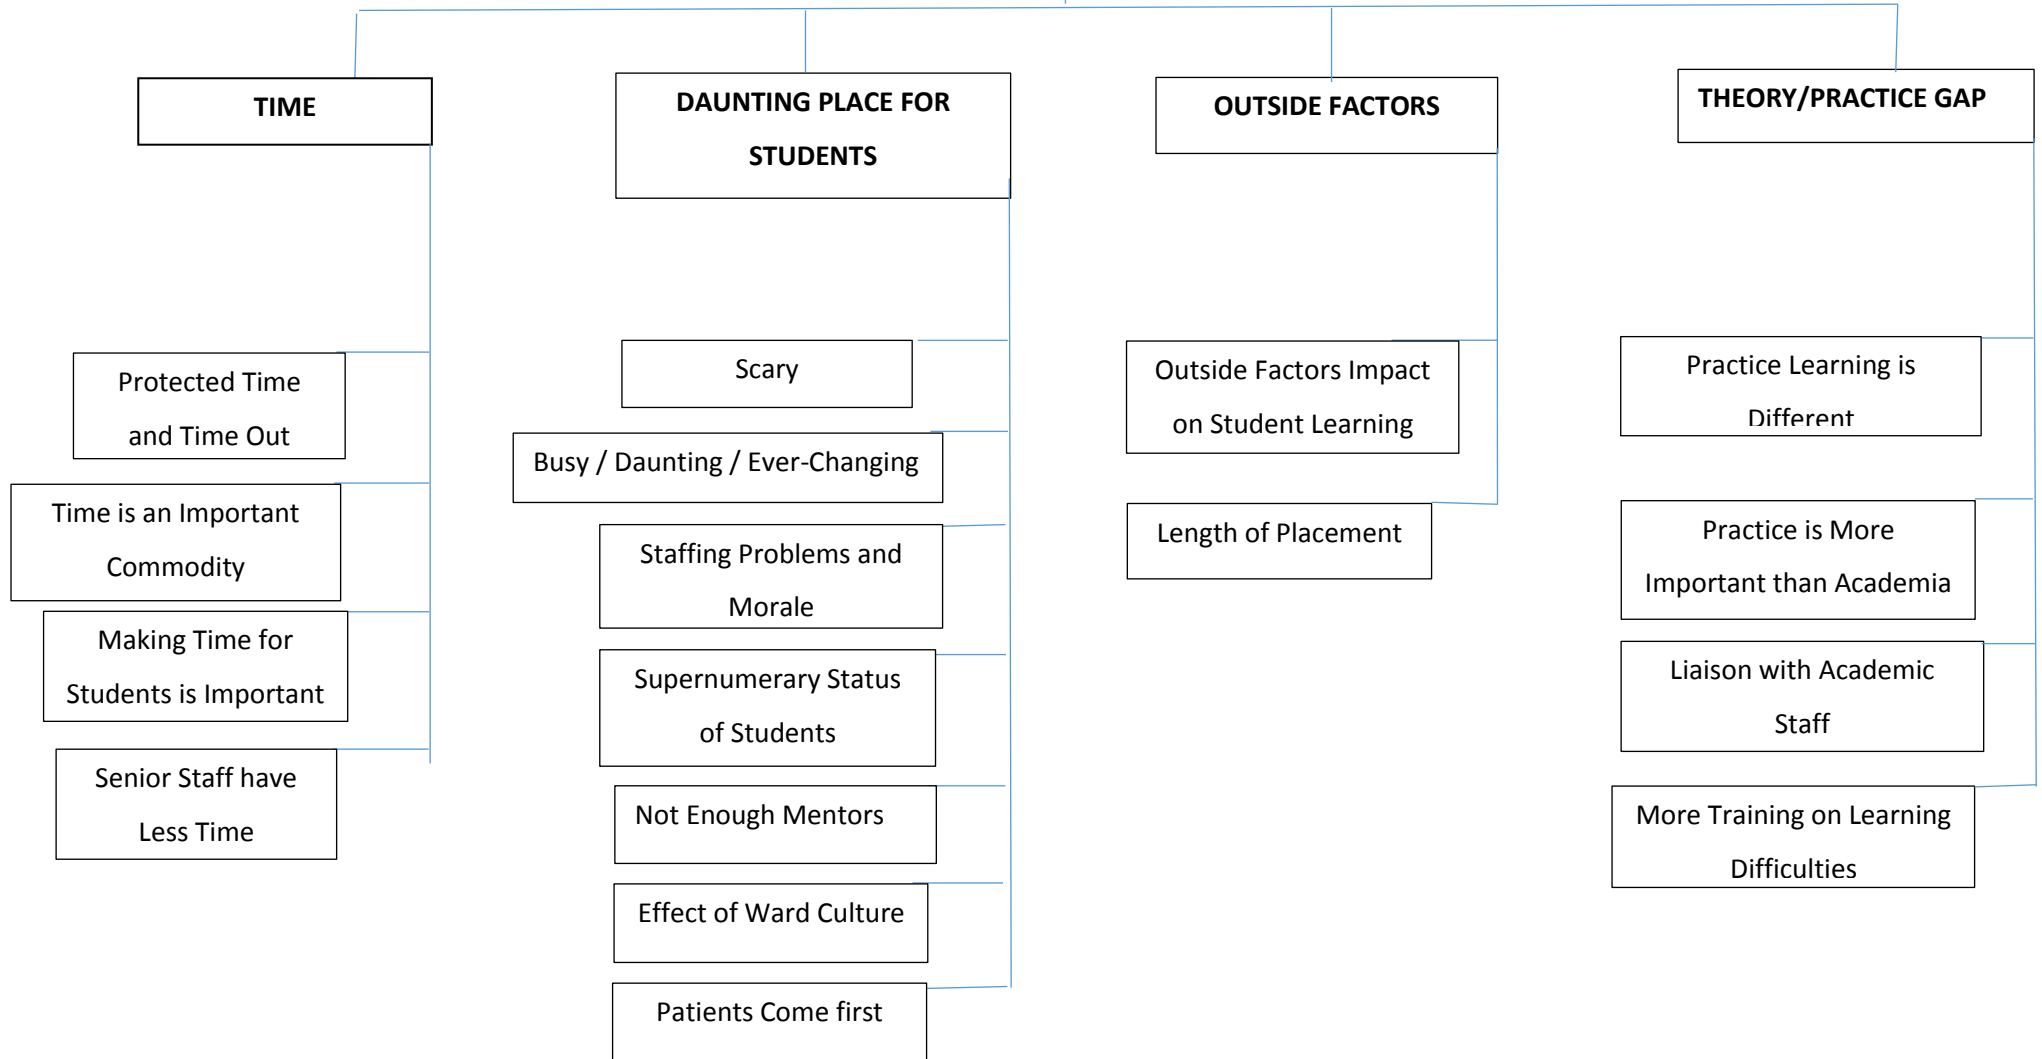 TIME
Protected Time
and Time Out
Time is an Important
Commodity
Making Time for
Students is Important
Senior Staff have
Less Time
DAUNTING PLACE FOR
STUDENTS
Scary
Busy / Daunting / Ever-Changing
Staffing Problems and
Morale
Supernumerary Status
of Students
Not Enough Mentors
Effect of Ward Culture
Patients Come first
OUTSIDE FACTORS
Outside Factors Impact
on Student Learning
Length of Placement
THEORY/PRACTICE GAP
Practice Learning is
Different
Practice is More
Important than Academia
Liaison with Academic
Staff
More Training on Learning
Difficulties